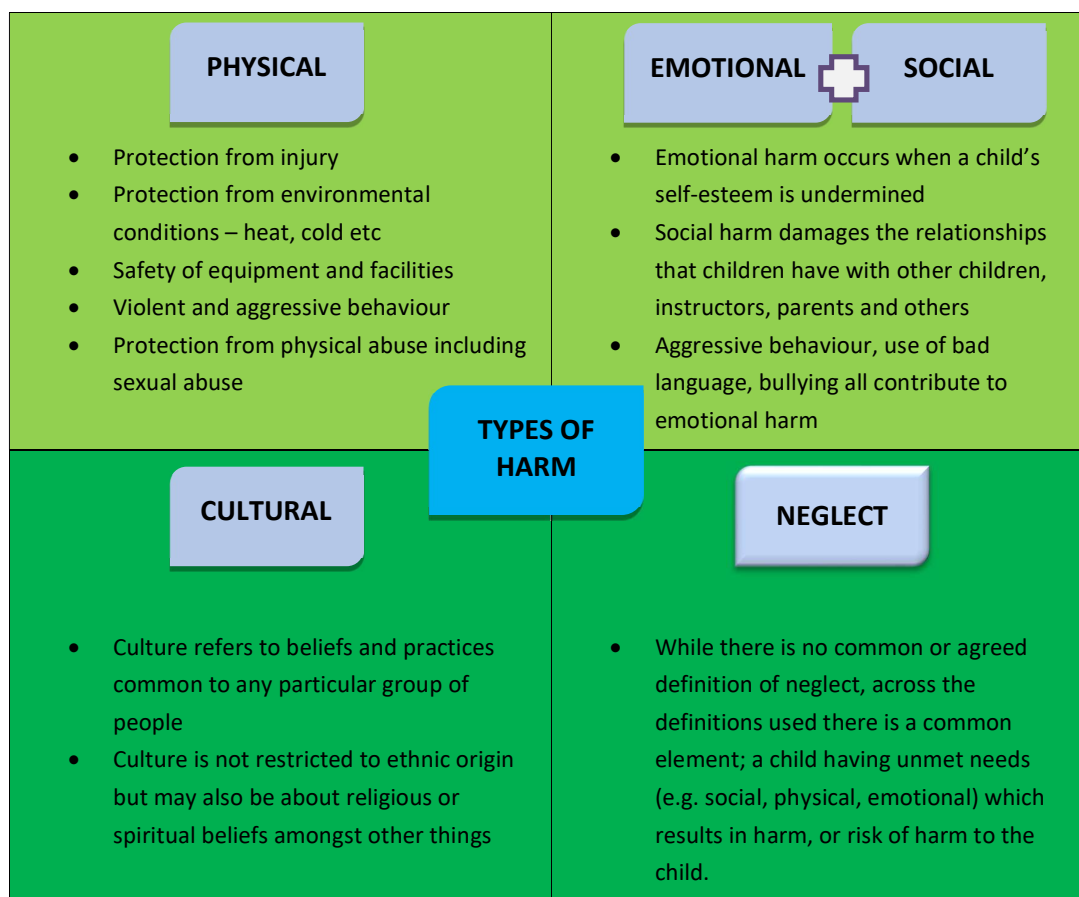 PHYSICAL
• Protection from injury
• Protection from environmental
conditions – heat, cold etc
• Safety of equipment and facilities
• Violent and aggressive behaviour
• Protection from physical abuse including
sexual abuse
EMOTIONAL
SOCIAL
• Emotional harm occurs when a child’s
self-esteem is undermined
• Social harm damages the relationships
that children have with other children,
instructors, parents and others
• Aggressive behaviour, use of bad
language, bullying all contribute to
emotional harm
TYPES OF
HARM
CULTURAL
• Culture refers to beliefs and practices
common to any particular group of
people
• Culture is not restricted to ethnic origin
but may also be about religious or
spiritual beliefs amongst other things
NEGLECT
• While there is no common or agreed
definition of neglect, across the
definitions used there is a common
element; a child having unmet needs
(e.g. social, physical, emotional) which
results in harm, or risk of harm to the
child.